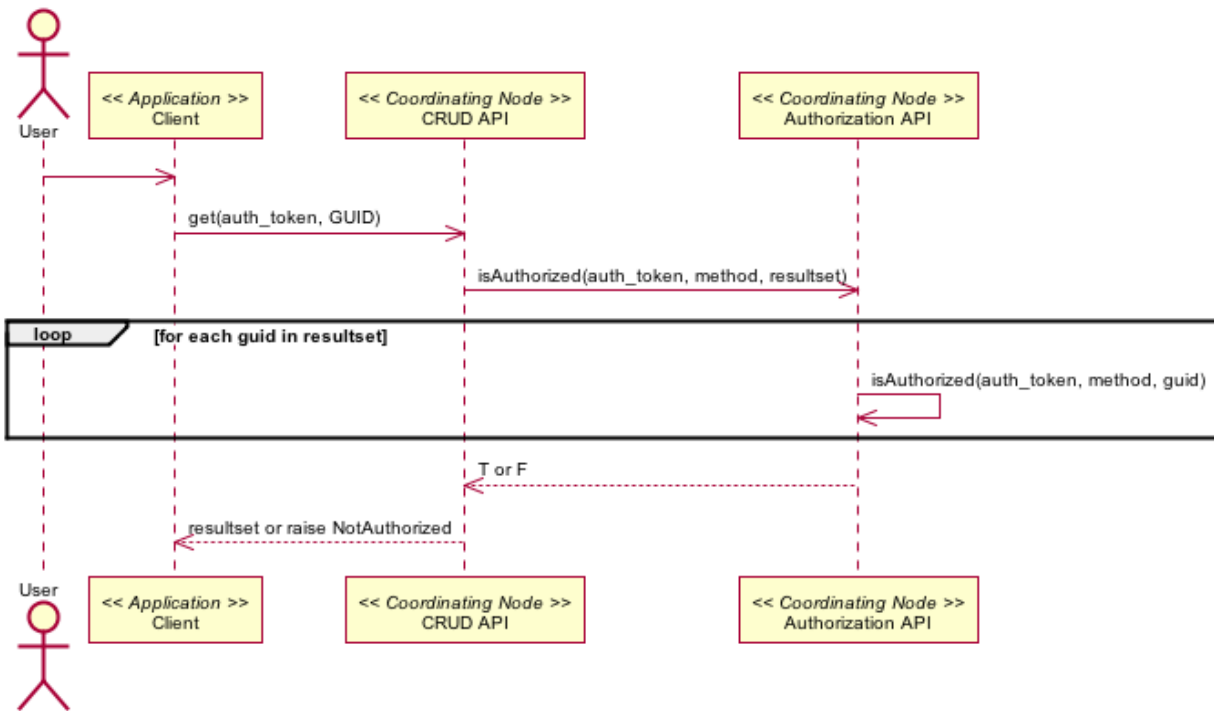 User
<< Application >>
Client
<< Coordinating Node >>
CRUD API
<< Coordinating Node >>
Authorization API
get(auth_token, GUID)
isAuthorized(auth_token, method, resultset)
loop
[for each guid in resultset]
isAuthorized(auth_token, method, guid)
T or F
resultset or raise NotAuthorized
User
<< Application >>
Client
<< Coordinating Node >>
CRUD API
<< Coordinating Node >>
Authorization API